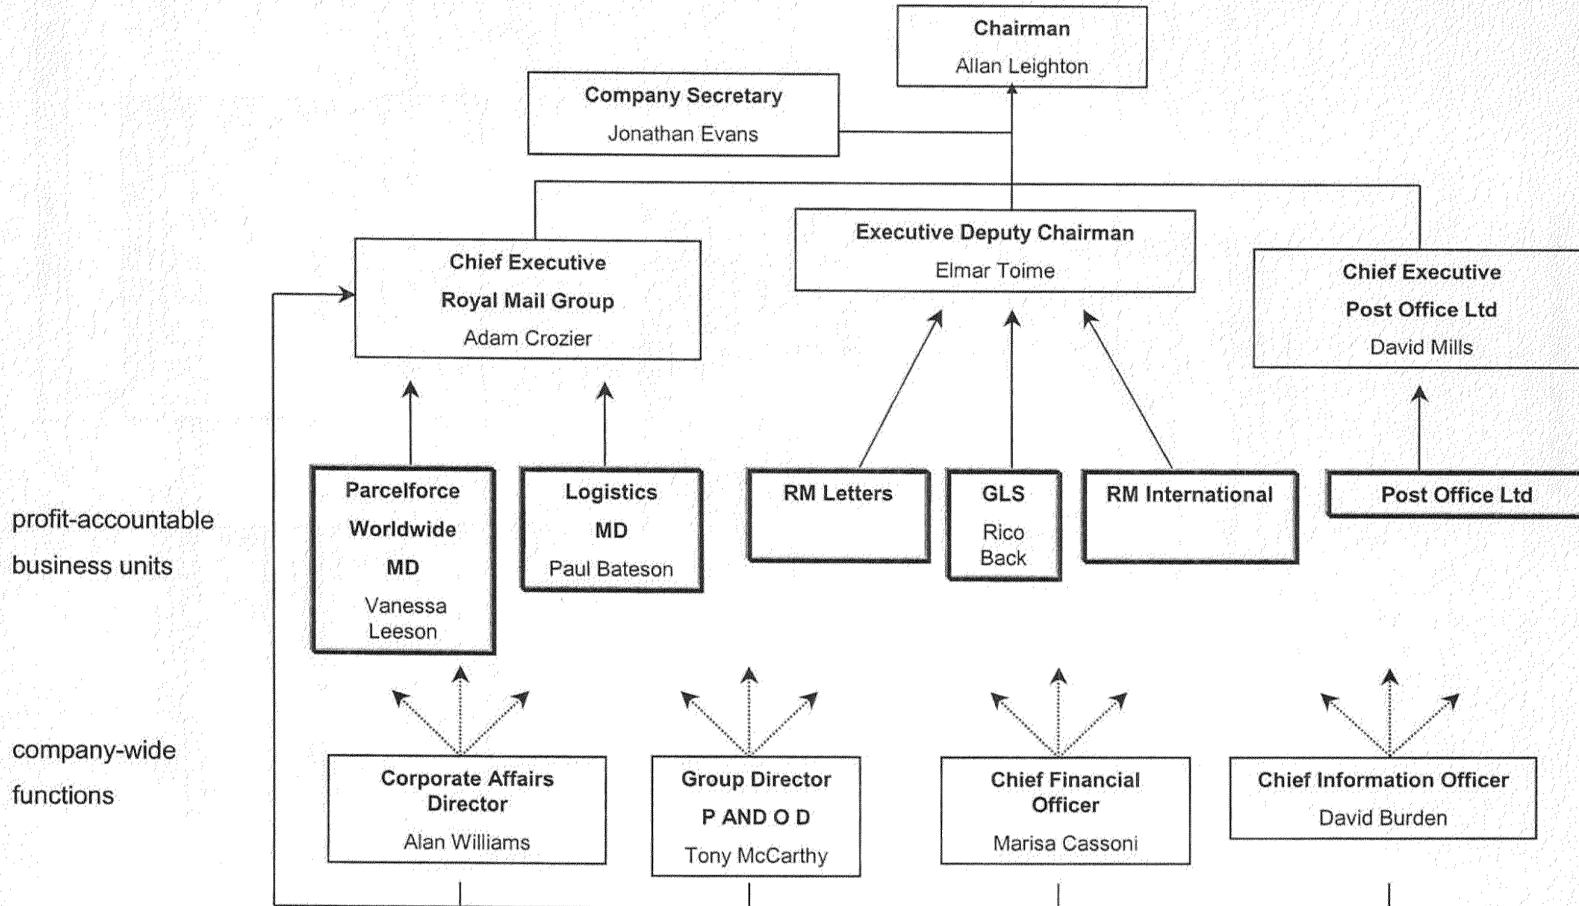 Chairman
Allan Leighton
Company Secretary
Jonathan Evans
Executive Deputy Chairman
Elmar Toime
Chief Executive
Royal Mail Group
Adam Crozier
Chief Executive
Post Office Ltd
David Mills
profit-accountable
business units
Parcelforce
Worldwide
MD
Vanessa
Leeson
Logistics
MD
Paul Bateson
RM Letters
GLS
Rico
Back
RM International
Post Office Ltd
company-wide
functions
Corporate Affairs
Director
Alan Williams
Group Director
P AND O D
Tony McCarthy
Chief Financial
Officer
Marisa Cassoni
Chief Information Officer
David Burden